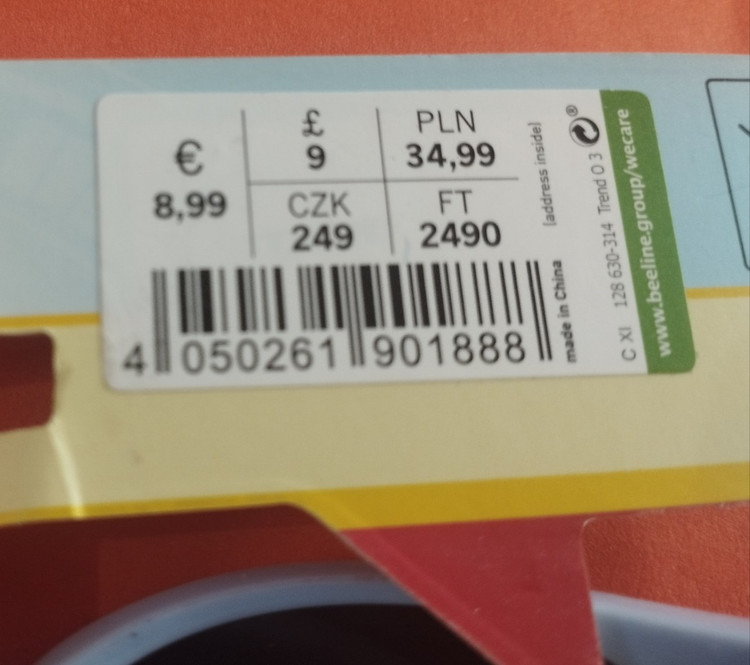 €
8,99
£
9
PLN
34,99
CZK
249
FT
2490
4 050261 901888
made in China
[address inside]
C XI 128 630-314 Trend O 3
®
www.beeline.group/wecare